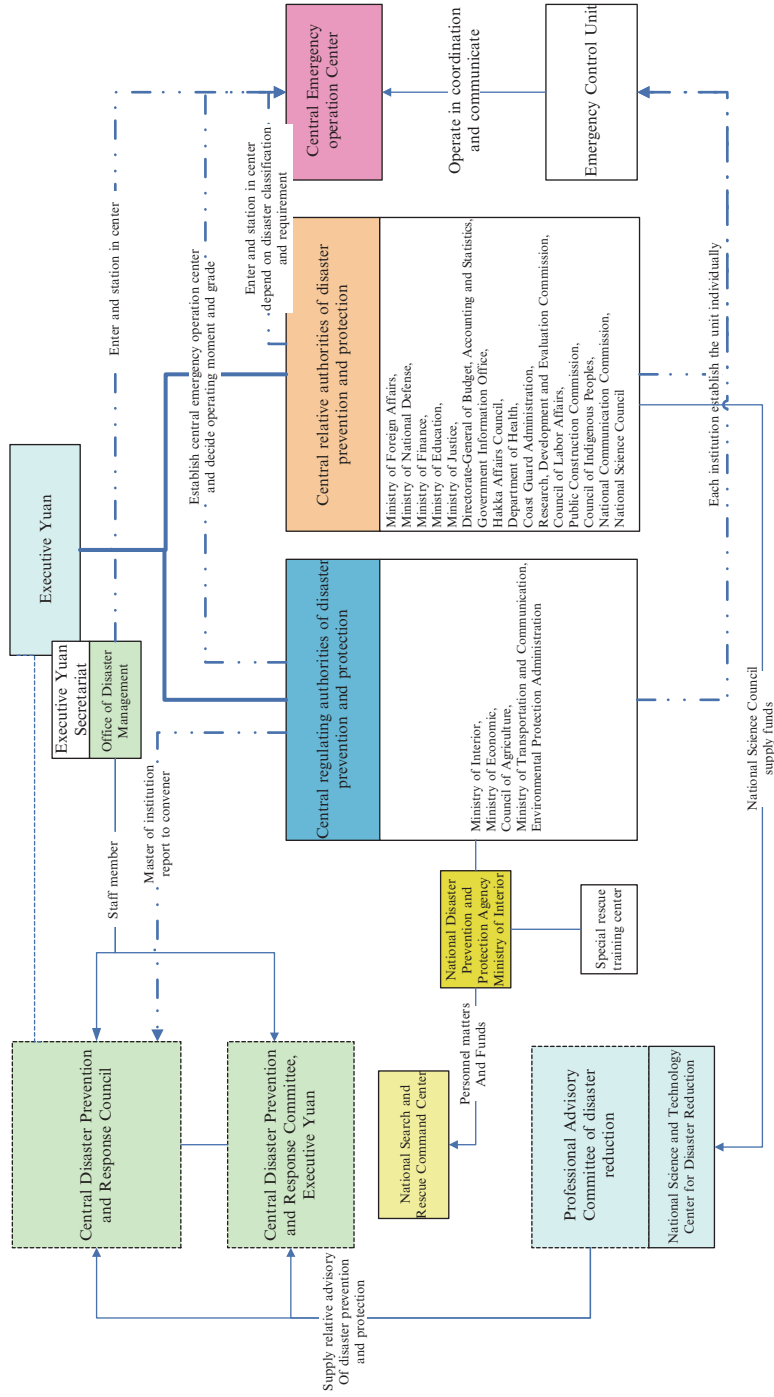 Executive Yuan
Executive Yuan
Secretariat
Office of Disaster
Management
Central Disaster Prevention
and Response Council
Central Disaster Prevention
and Response Committee,
Executive Yuan
Staff member
Master of institution
report to convener
Enter and station in center
Establish central emergency operation center
and decide operating moment and grade
Enter and station in center
depend on disaster classification
and requirement
Supply relative advisory
Of disaster prevention
and protection
National Search and
Rescue Command Center
Personnel matters
And Funds
National Disaster
Prevention and
Protection Agency
Ministry of Interior
Special rescue
training center
Central regulating authorities of disaster
prevention and protection
Ministry of Interior,
Ministry of Economic,
Council of Agriculture,
Ministry of Transportation and Communication,
Environmental Protection Administration
Central relative authorities of disaster
prevention and protection
Ministry of Foreign Affairs,
Ministry of National Defense,
Ministry of Finance,
Ministry of Education,
Ministry of Justice,
Directorate-General of Budget, Accounting and Statistics,
Government Information Office,
Hakka Affairs Council,
Department of Health,
Coast Guard Administration,
Research, Development and Evaluation Commission,
Council of Labor Affairs,
Public Construction Commission,
Council of Indigenous Peoples,
National Communication Commission,
National Science Council
Central Emergency
operation Center
Operate in coordination
and communicate
Emergency Control Unit
Professional Advisory
Committee of disaster
reduction
National Science and Technology
Center for Disaster Reduction
Each institution establish the unit individually
National Science Council
supply funds